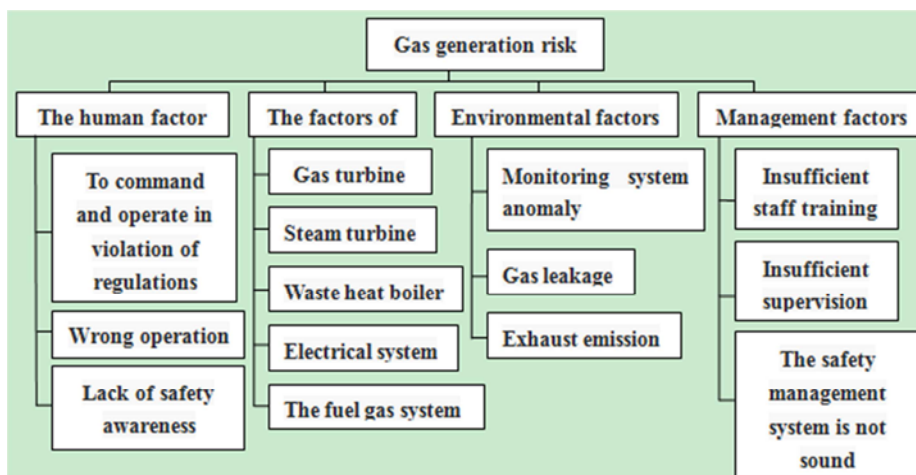 Gas generation risk
The human factor
To command
and operate in
violation of
regulations
Wrong operation
Lack of safety
awareness
The factors of
Gas turbine
Steam turbine
Waste heat boiler
Electrical system
The fuel gas system
Environmental factors
Monitoring system
anomaly
Gas leakage
Exhaust emission
Management factors
Insufficient
staff training
Insufficient
supervision
The safety
management
system is not
sound